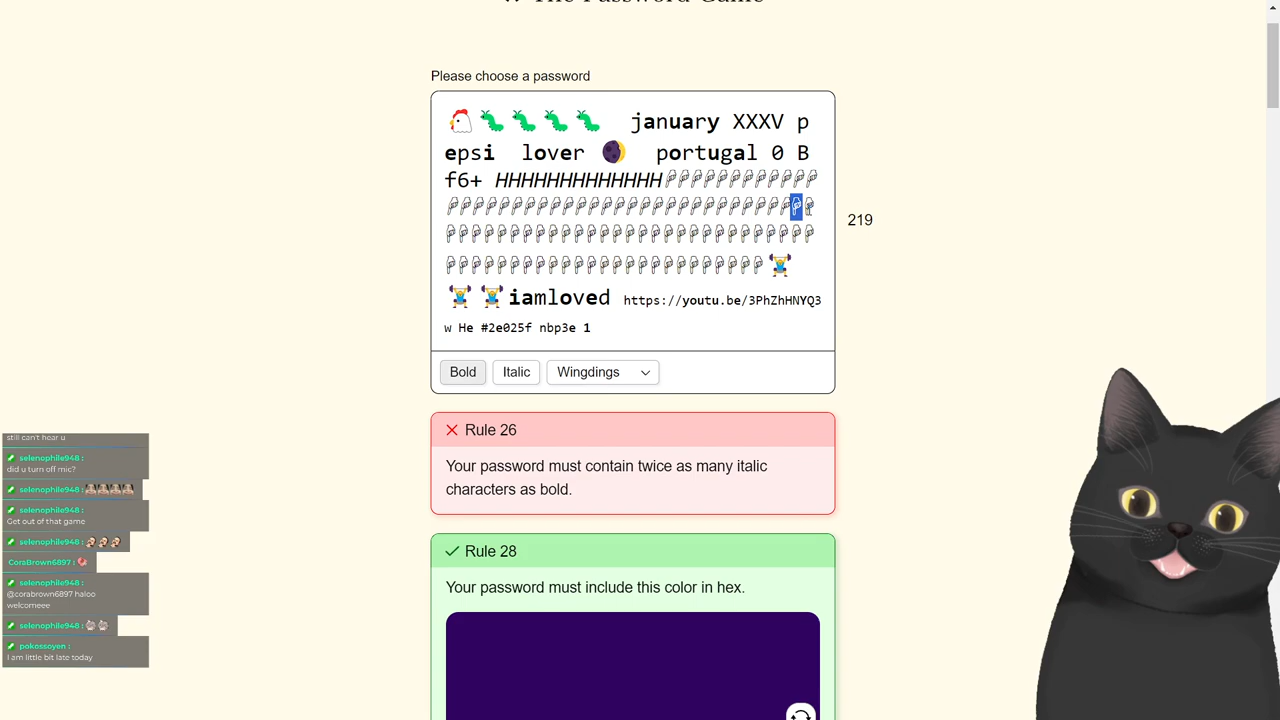 The Password Game
Please choose a password
🐔🐛🐛🐛🐛 january XXXV p
epsi lover 🌒 portugal 0 B
f6+ HHHHHHHHHHHHH
🏋️
🏋️🏋️iamloved https://youtu.be/3PhZhHNYQ3
w He #2e025f nbp3e 1
219
Bold Italic Wingdings
Rule 26
Your password must contain twice as many italic
characters as bold.
Rule 28
Your password must include this color in hex.
still can't hear u
selenophile948 :
did u turn off mic?
selenophile948 :
selenophile948 :
Get out of that game
selenophile948 :
CoraBrown6897 :
selenophile948 :
@corabrown6897 haloo
welcomeee
selenophile948 :
pokossoyen :
I am little bit late today